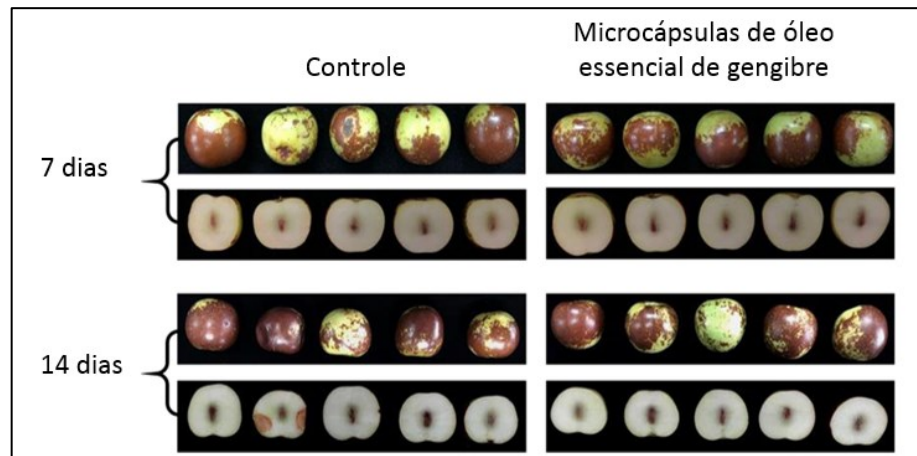 Controle
Microcápsulas de óleo
essencial de gengibre
7 dias
14 dias